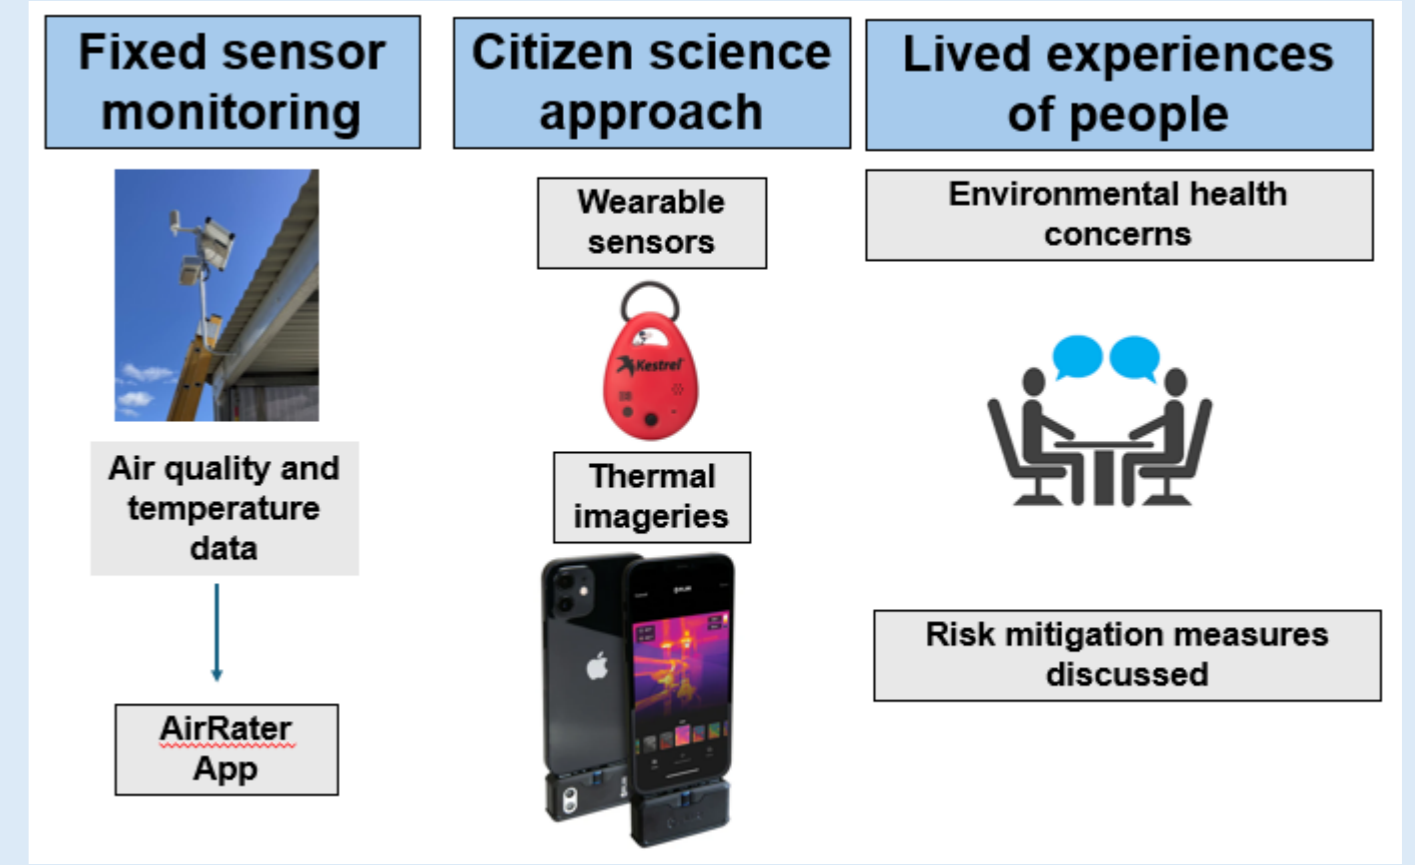 Fixed sensor
monitoring
Air quality and
temperature
data
AirRater
App
Citizen science
approach
Wearable
sensors
Kestrel
Thermal
imageries
Lived experiences
of people
Environmental health
concerns
Risk mitigation measures
discussed